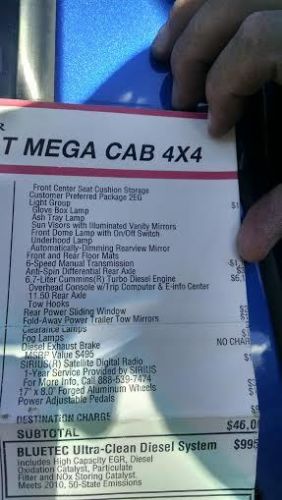 R
T MEGA CAB 4X4
Front Center Seat Cushion Storage
Customer Preferred Package 2EG
Light Group
Glove Box Lamp
Ash Tray Lamp
Sun Visors with Illuminated Vanity Mirrors
Front Dome Lamp with On/Off Switch
Underhood Lamp
Automatically-Dimming Rearview Mirror
Front and Rear Floor Mats
6-Speed Manual Transmission
Anti-Spin Differential Rear Axle
6.7-Liter Cummins(R) Turbo Diesel Engine
Overhead Console w/Trip Computer & E-info Center
11.50 Rear Axle
Tow Hooks
Rear Power Sliding Window
Fold-Away Power Trailer Tow Mirrors
Clearance Lamps
Fog Lamps
Diesel Exhaust Brake NO CHAR
MSRP Value $495
SIRIUS(R) Satellite Digital Radio
1-Year Service Provided by SIRIUS
For More Info, Call 888-539-7474
17" x 8.0" Forged Aluminum Wheels
Power Adjustable Pedals
DESTINATION CHARGE
SUBTOTAL $46,0
BLUETEC Ultra-Clean Diesel System $995
Includes High Capacity EGR, Diesel
Oxidation Catalyst, Particulate
Filter and NOx Storing Catalyst.
Meets 2010, 50-State Emissions